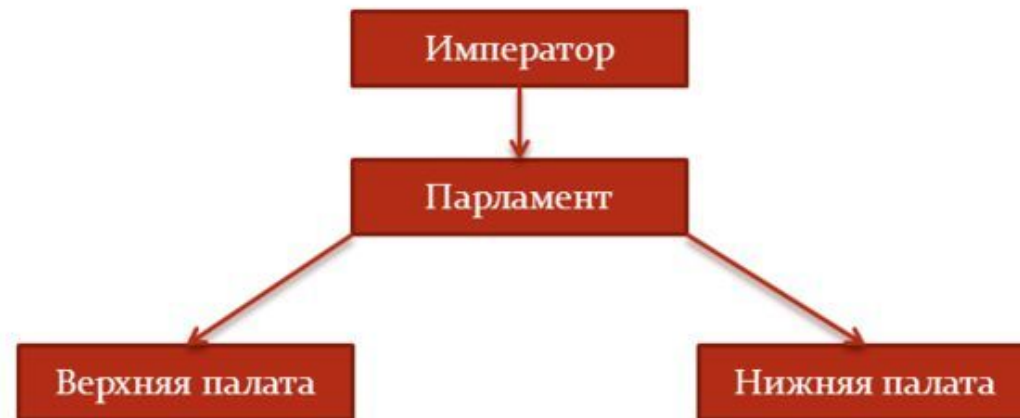 Император
Парламент
Верхняя палата
Нижняя палата